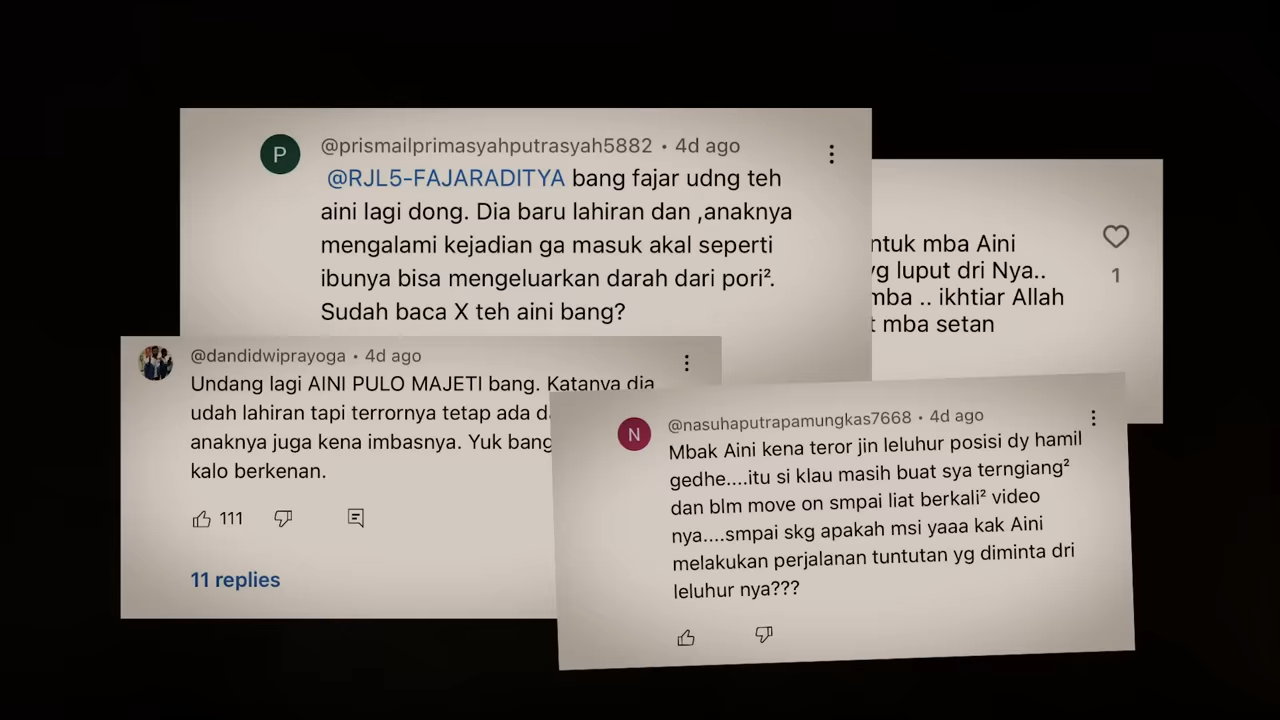 @prismailprimasyahputrasyah5882 • 4d ago
@RJL5-FAJARADITYA bang fajar udng teh
aini lagi dong. Dia baru lahiran dan ,anaknya
mengalami kejadian ga masuk akal seperti
ibunya bisa mengeluarkan darah dari pori².
Sudah baca X teh aini bang?
mba Aini
luput dri Nya..
.. ikhtiar Allah
mba setan
1
@dandidwiprayoga • 4d ago
Undang lagi AINI PULO MAJETI bang. Katanya dia
udah lahiran tapi terrornya tetap ada
anaknya juga kena imbasnya. Yuk bang
kalo berkenan.
111
11 replies
@nasuhaputrapamungkas7668 • 4d ago
Mbak Aini kena teror jin leluhur posisi dy hamil
gedhe....itu si klau masih buat sya terngiang²
dan blm move on smpai liat berkali² video
nya....smpai skg apakah msi yaaa kak Aini
melakukan perjalanan tuntutan yg diminta dri
leluhur nya???
P
N